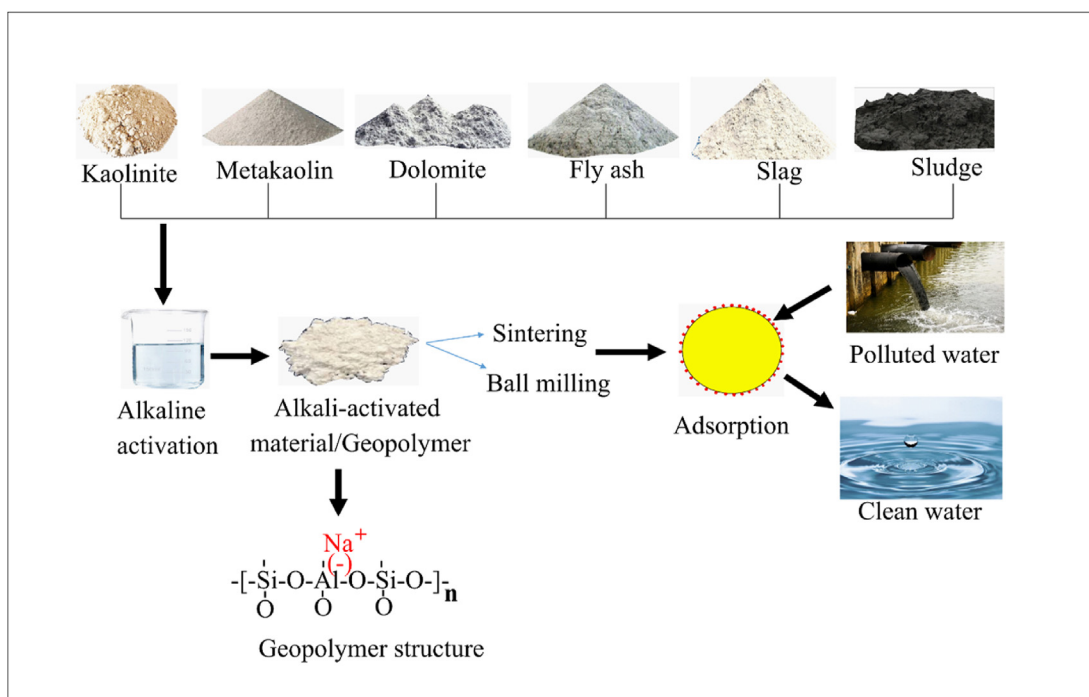 Kaolinite
Metakaolin
Dolomite
Fly ash
Slag
Sludge
Alkaline
activation
Alkali-activated
material/Geopolymer
Sintering
Ball milling
Adsorption
Polluted water
Clean water
Na+
(-)
-[-Si-O-Al-O-Si-O-]-n
O O O
Geopolymer structure